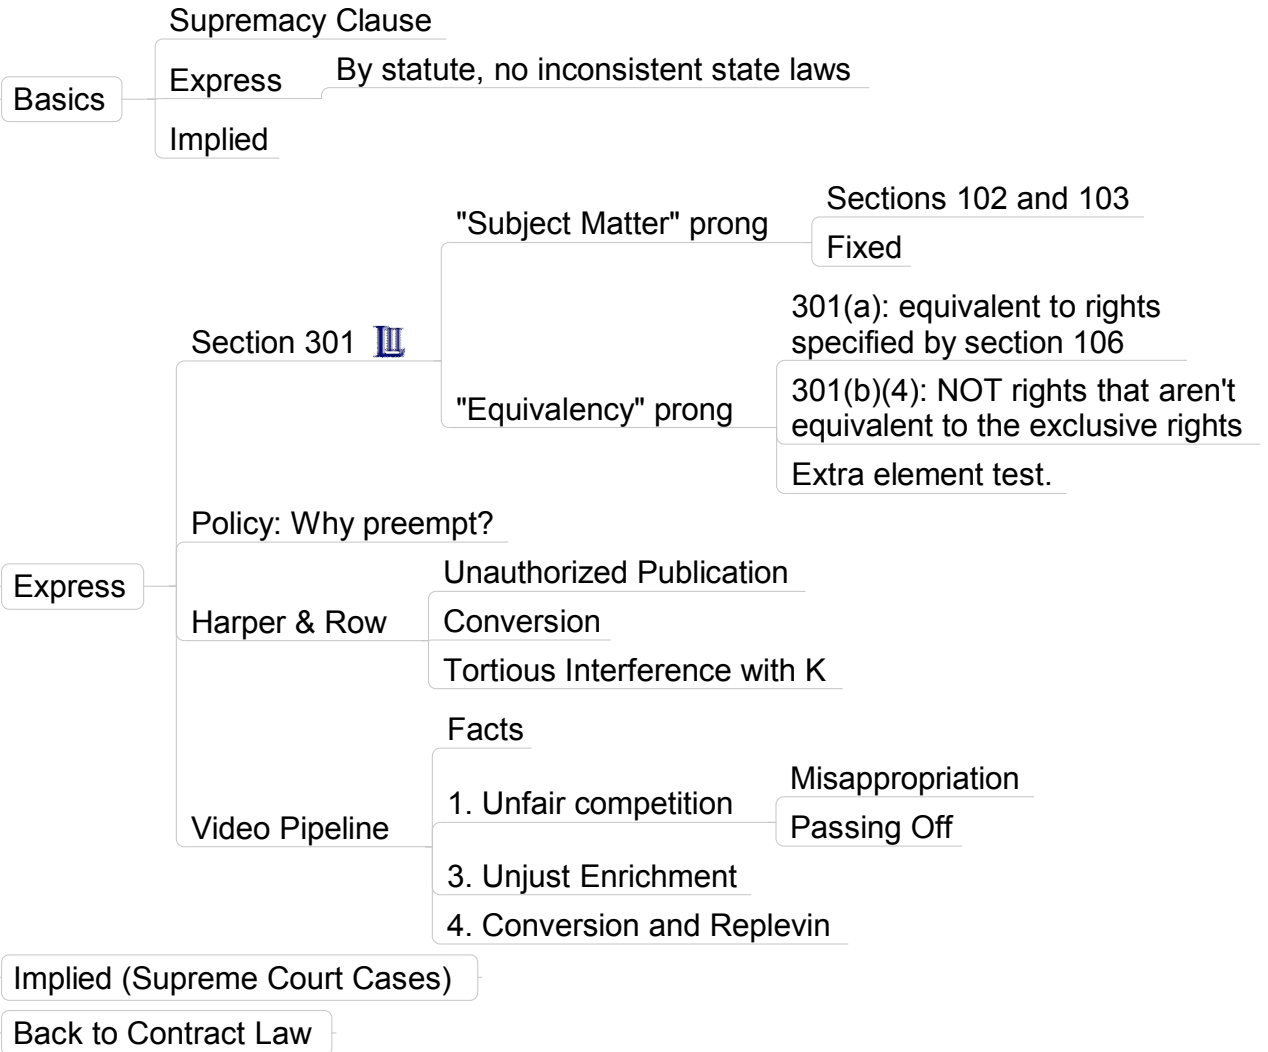 Basics
Supremacy Clause
Express
By statute, no inconsistent state laws
Implied
Express
Section 301
"Subject Matter" prong
Sections 102 and 103
Fixed
"Equivalency" prong
301(a): equivalent to rights
specified by section 106
301(b)(4): NOT rights that aren't
equivalent to the exclusive rights
Extra element test.
Policy: Why preempt?
Harper & Row
Unauthorized Publication
Conversion
Tortious Interference with K
Video Pipeline
Facts
1. Unfair competition
Misappropriation
Passing Off
3. Unjust Enrichment
4. Conversion and Replevin
Implied (Supreme Court Cases)
Back to Contract Law